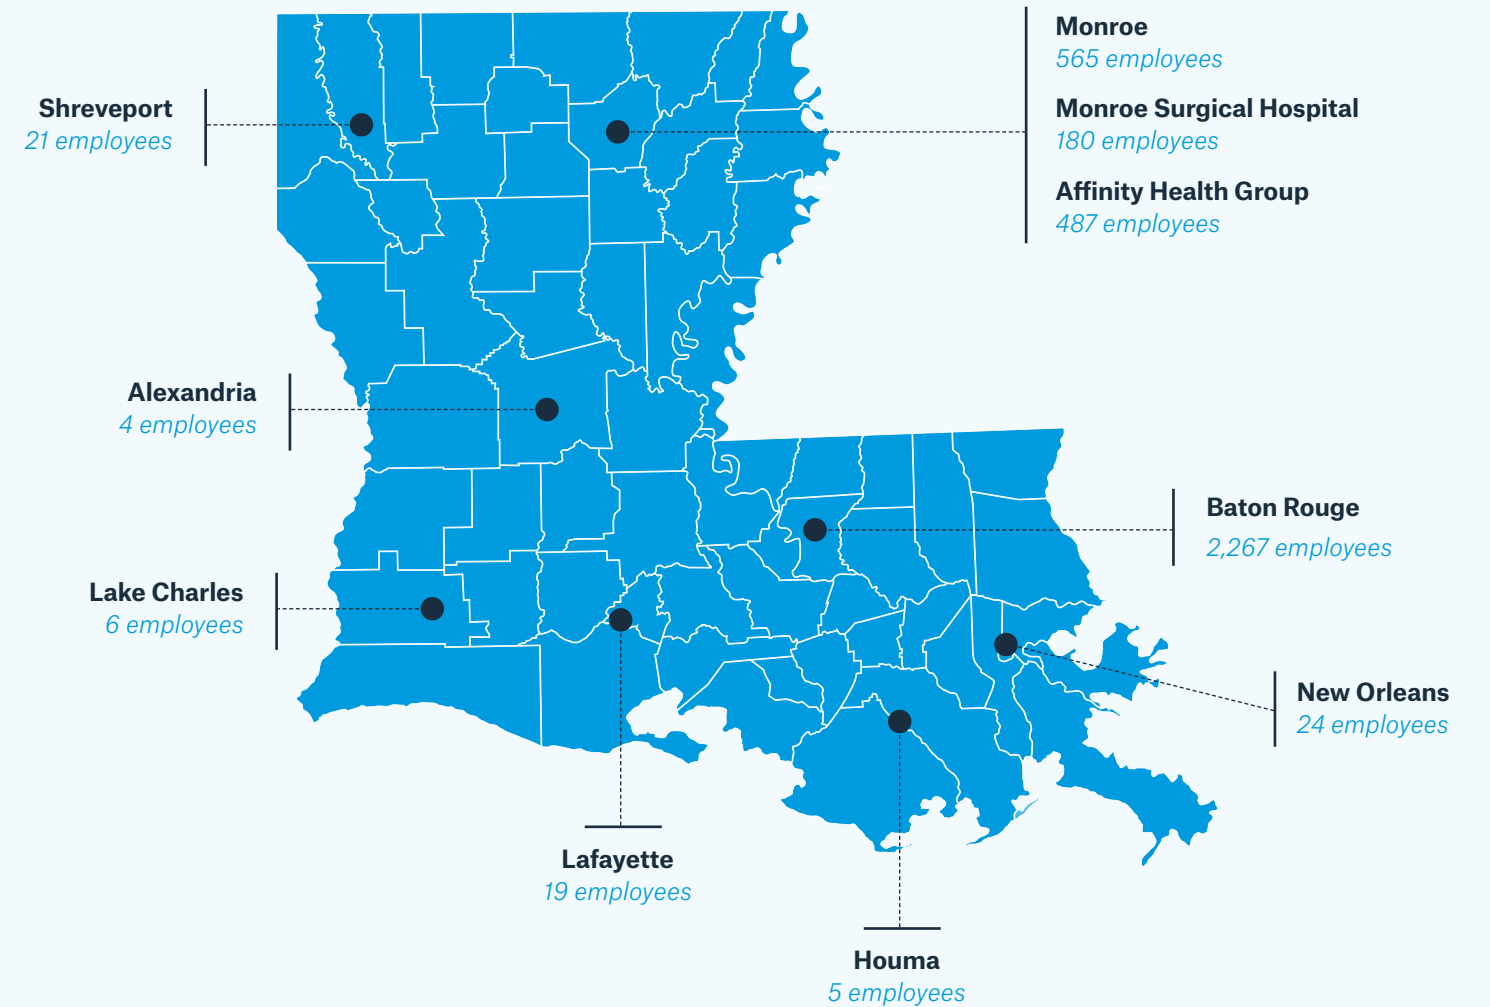 Monroe
565 employees
Monroe Surgical Hospital
180 employees
Affinity Health Group
487 employees
Shreveport
21 employees
Alexandria
4 employees
Baton Rouge
2,267 employees
Lake Charles
6 employees
New Orleans
24 employees
Lafayette
19 employees
Houma
5 employees